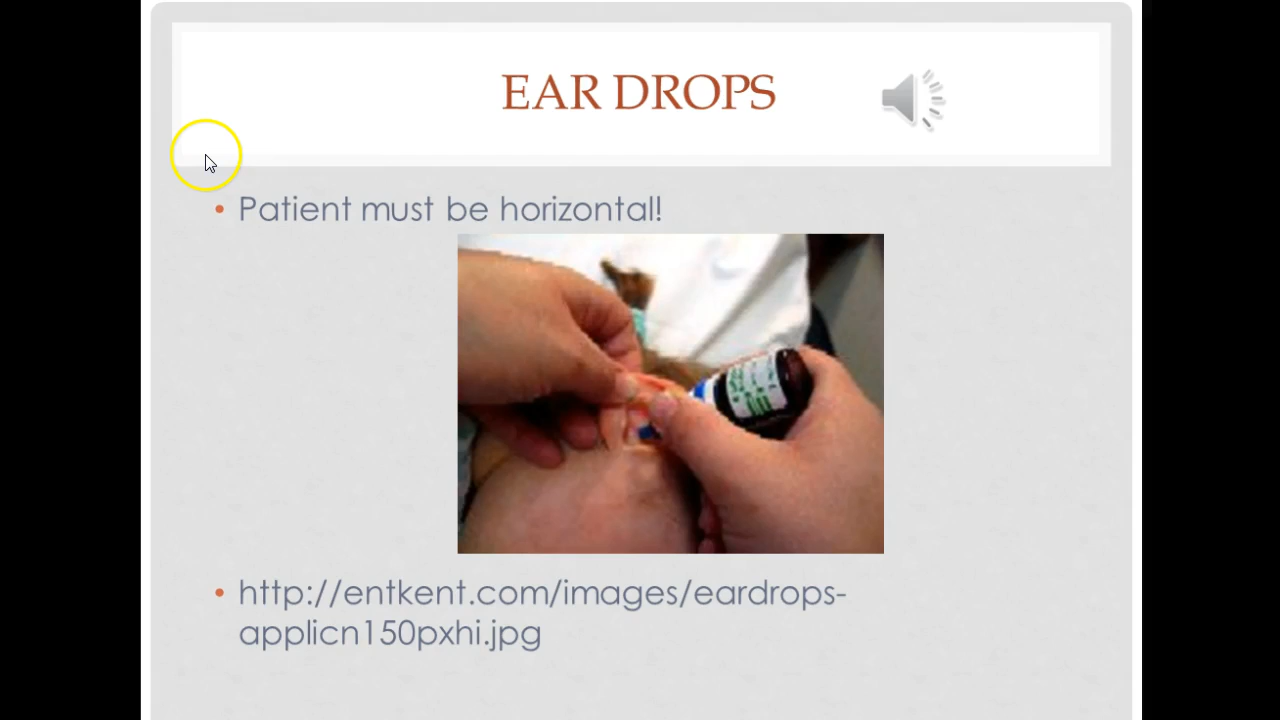 EAR DROPS
• Patient must be horizontal!
• http://entkent.com/images/eardrops-
applicn150pxhi.jpg